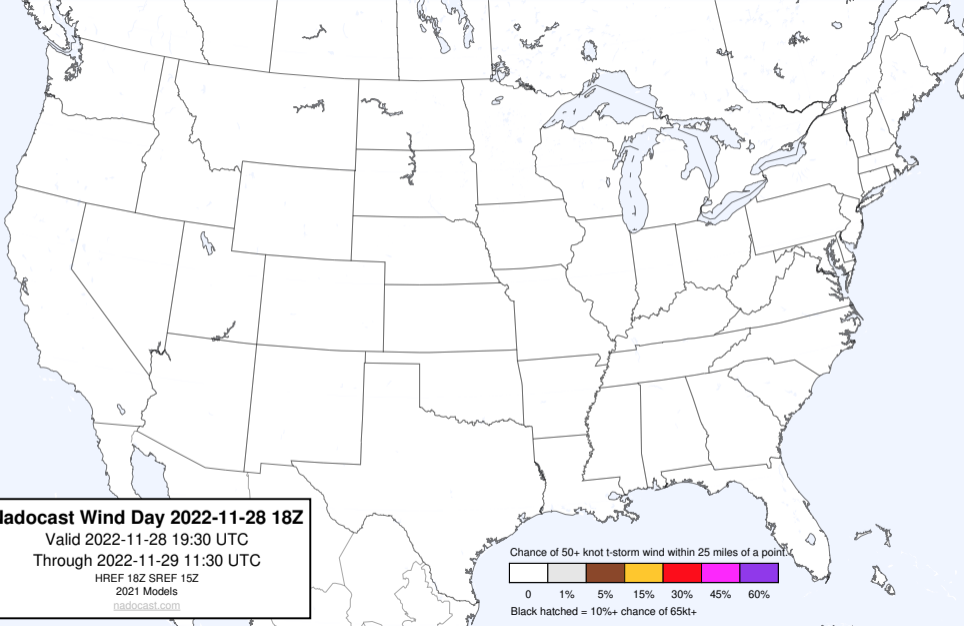 Nadocast Wind Day 2022-11-28 18Z
Valid 2022-11-28 19:30 UTC
Through 2022-11-29 11:30 UTC
HREF 18Z SREF 15Z
2021 Models
nadocast.com
Chance of 50+ knot t-storm wind within 25 miles of a point.
0 1% 5% 15% 30% 45% 60%
Black hatched = 10%+ chance of 65kt+